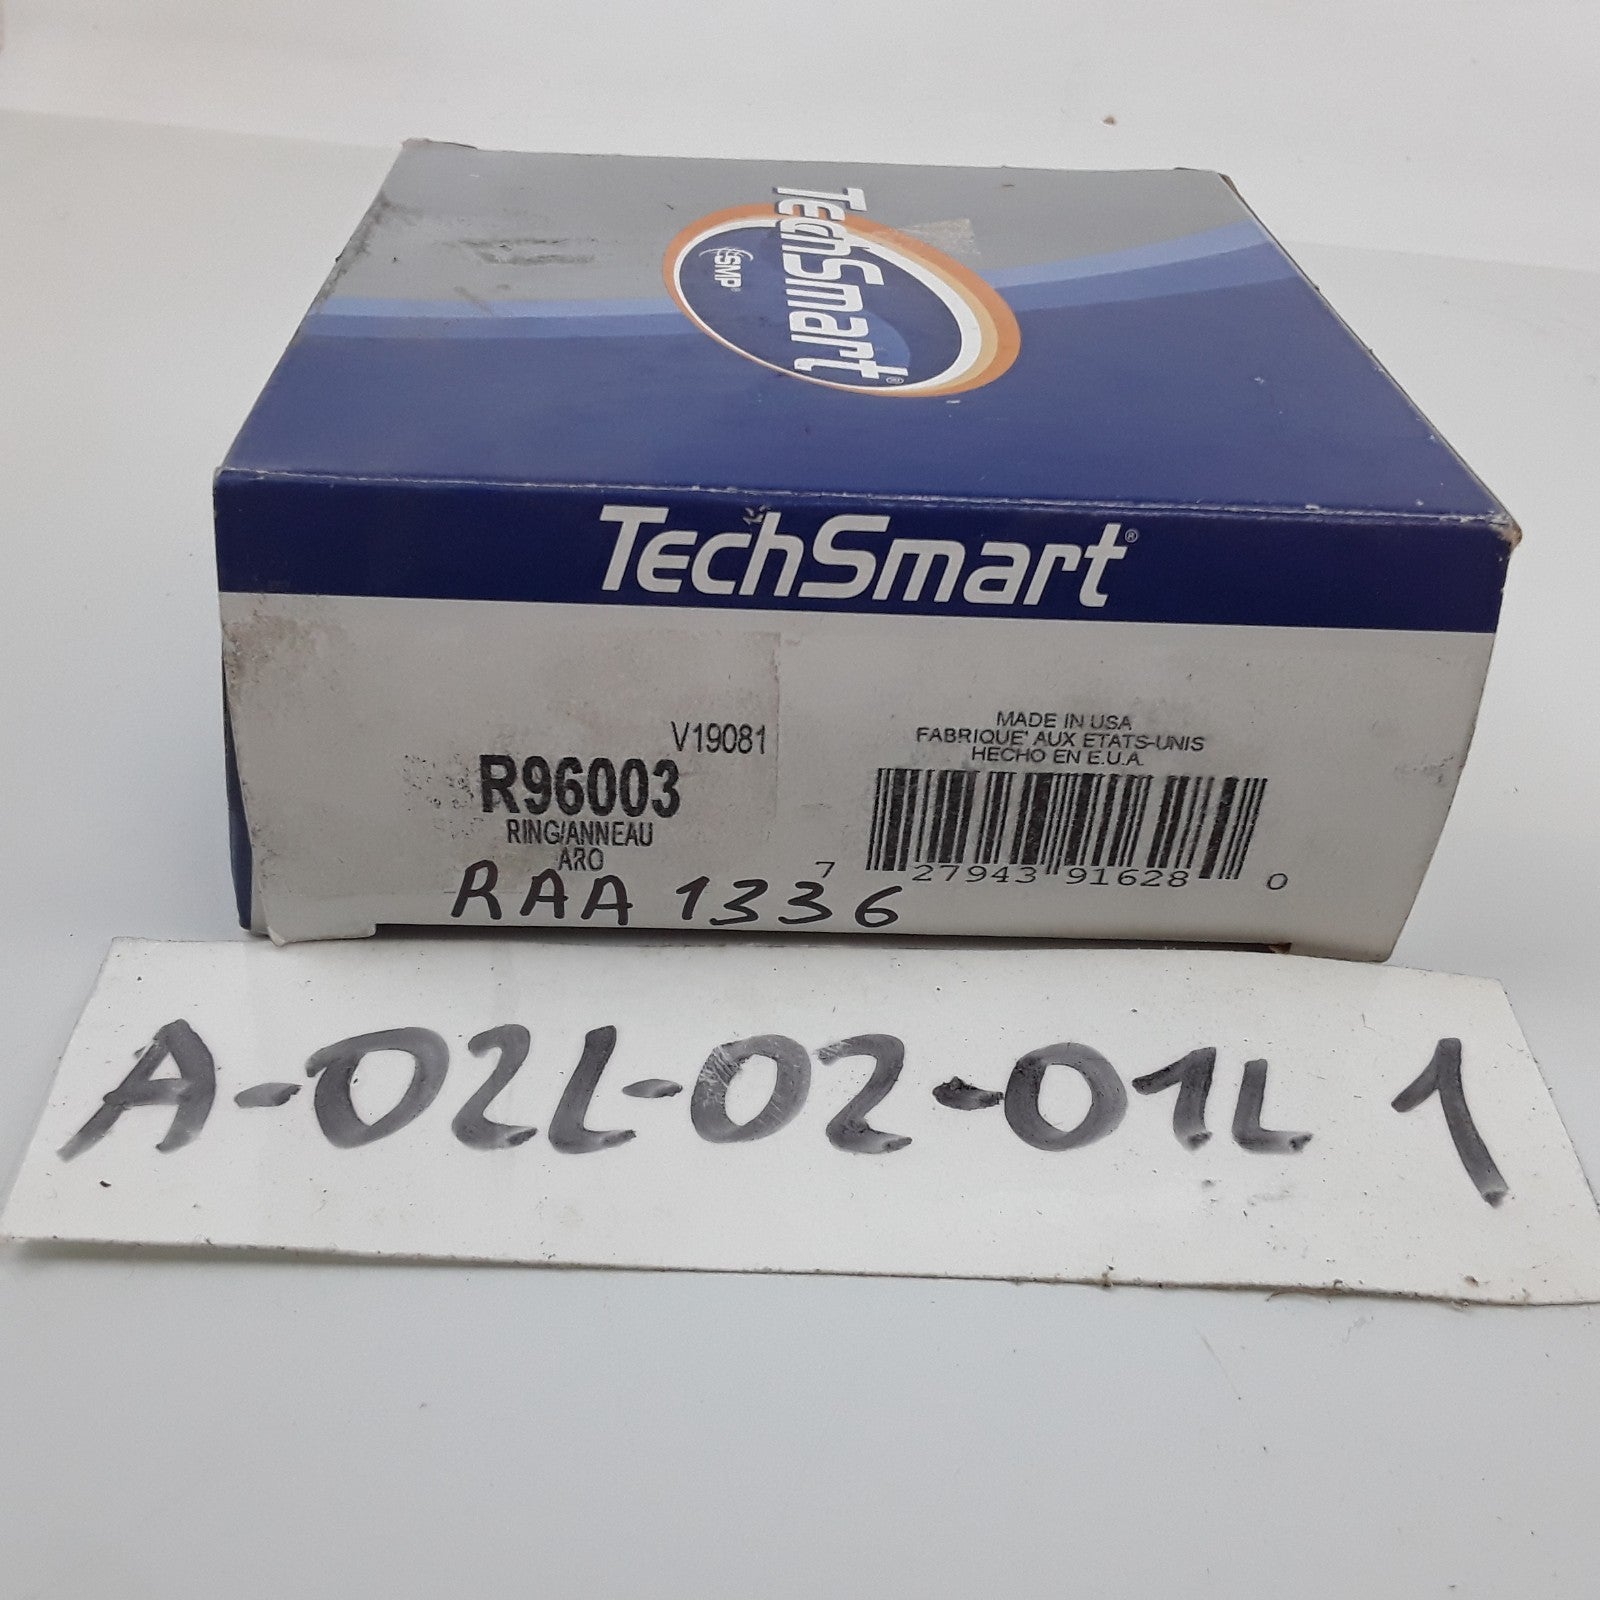 TechSmart®
SMP®
TechSmart®
V19081
R96003
RING/ANNEAU
ARO
MADE IN USA
FABRIQUE' AUX ETATS-UNIS
HECHO EN E.U.A.
7 27943 91628 0
RAA 1336
A-02L-02-01L 1